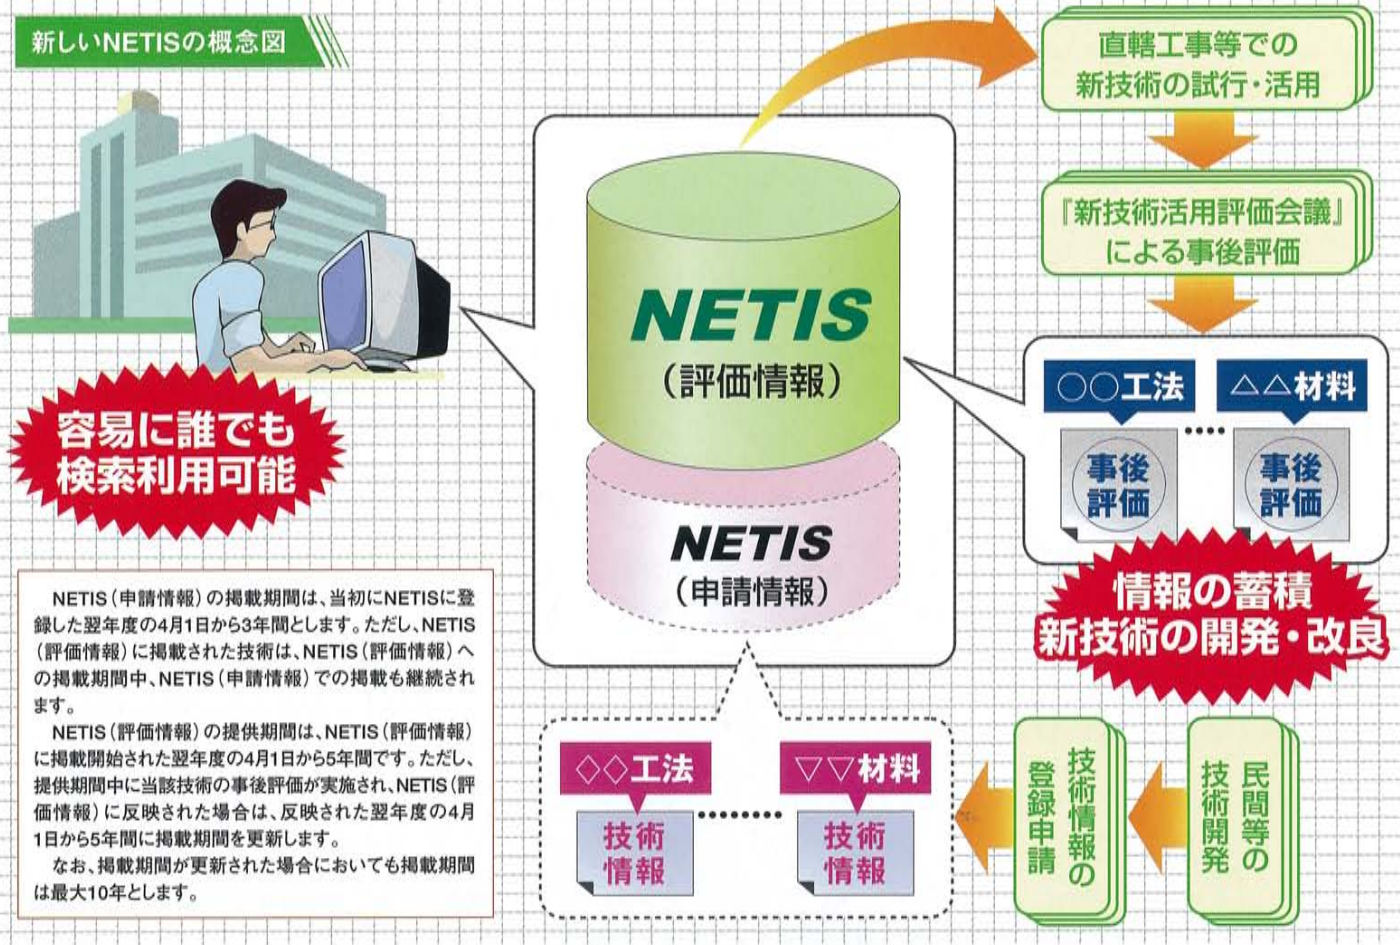 新しいNETISの概念図
直轄工事等での
新技術の試行・活用
『新技術活用評価会議』
による事後評価
NETIS
(評価情報)
○○工法
△△材料
事後
評価
事後
評価
容易に誰でも
検索利用可能
NETIS
(申請情報)
情報の蓄積
新技術の開発・改良
NETIS(申請情報)の掲載期間は、当初にNETISに登
録した翌年度の4月1日から3年間とします。ただし、NETIS
(評価情報)に掲載された技術は、NETIS(評価情報)へ
の掲載期間中、NETIS(申請情報)での掲載も継続され
ます。
NETIS(評価情報)の提供期間は、NETIS(評価情報)
に掲載開始された翌年度の4月1日から5年間です。ただし、
提供期間中に当該技術の事後評価が実施され、NETIS(評
価情報)に反映された場合は、反映された翌年度の4月
1日から5年間に掲載期間を更新します。
なお、掲載期間が更新された場合においても掲載期間
は最大10年とします。
◇◇工法
▽▽材料
技術
情報
技術
情報
技術情報の
登録申請
民間等の
技術開発